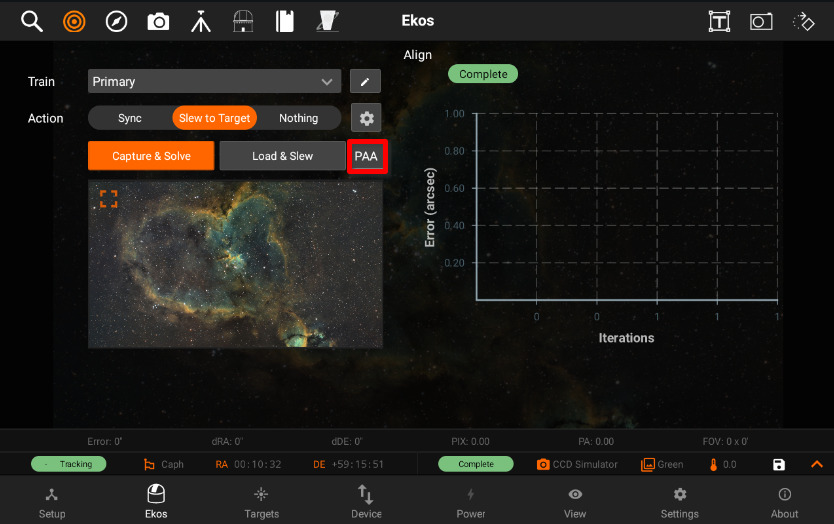 Ekos
Align
Train
Primary
Complete
Action
Sync
Slew to Target
Nothing
Capture & Solve
Load & Slew
PAA
Error (arcsec)
1.00
0.80
0.60
0.40
0.20
0
0
1
1
1
Iterations
Error: 0"
dRA: 0"
dDE: 0"
PIX: 0.00
PA: 0.00
FOV: 0 x 0'
- Tracking
Caph
RA 00:10:32
DE +59:15:51
Complete
CCD Simulator
Green
0.0
Setup
Ekos
Targets
Device
Power
View
Settings
About